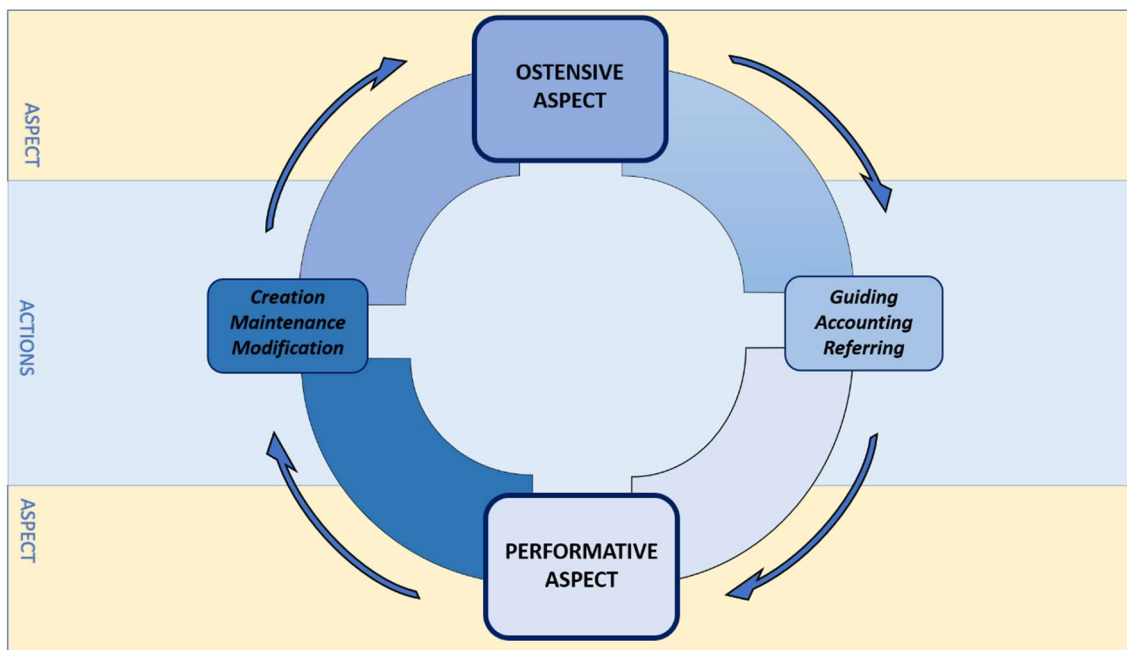 OSTENSIVE
ASPECT
ASPECT
ACTIONS
Creation
Maintenance
Modification
Guiding
Accounting
Referring
ASPECT
PERFORMATIVE
ASPECT